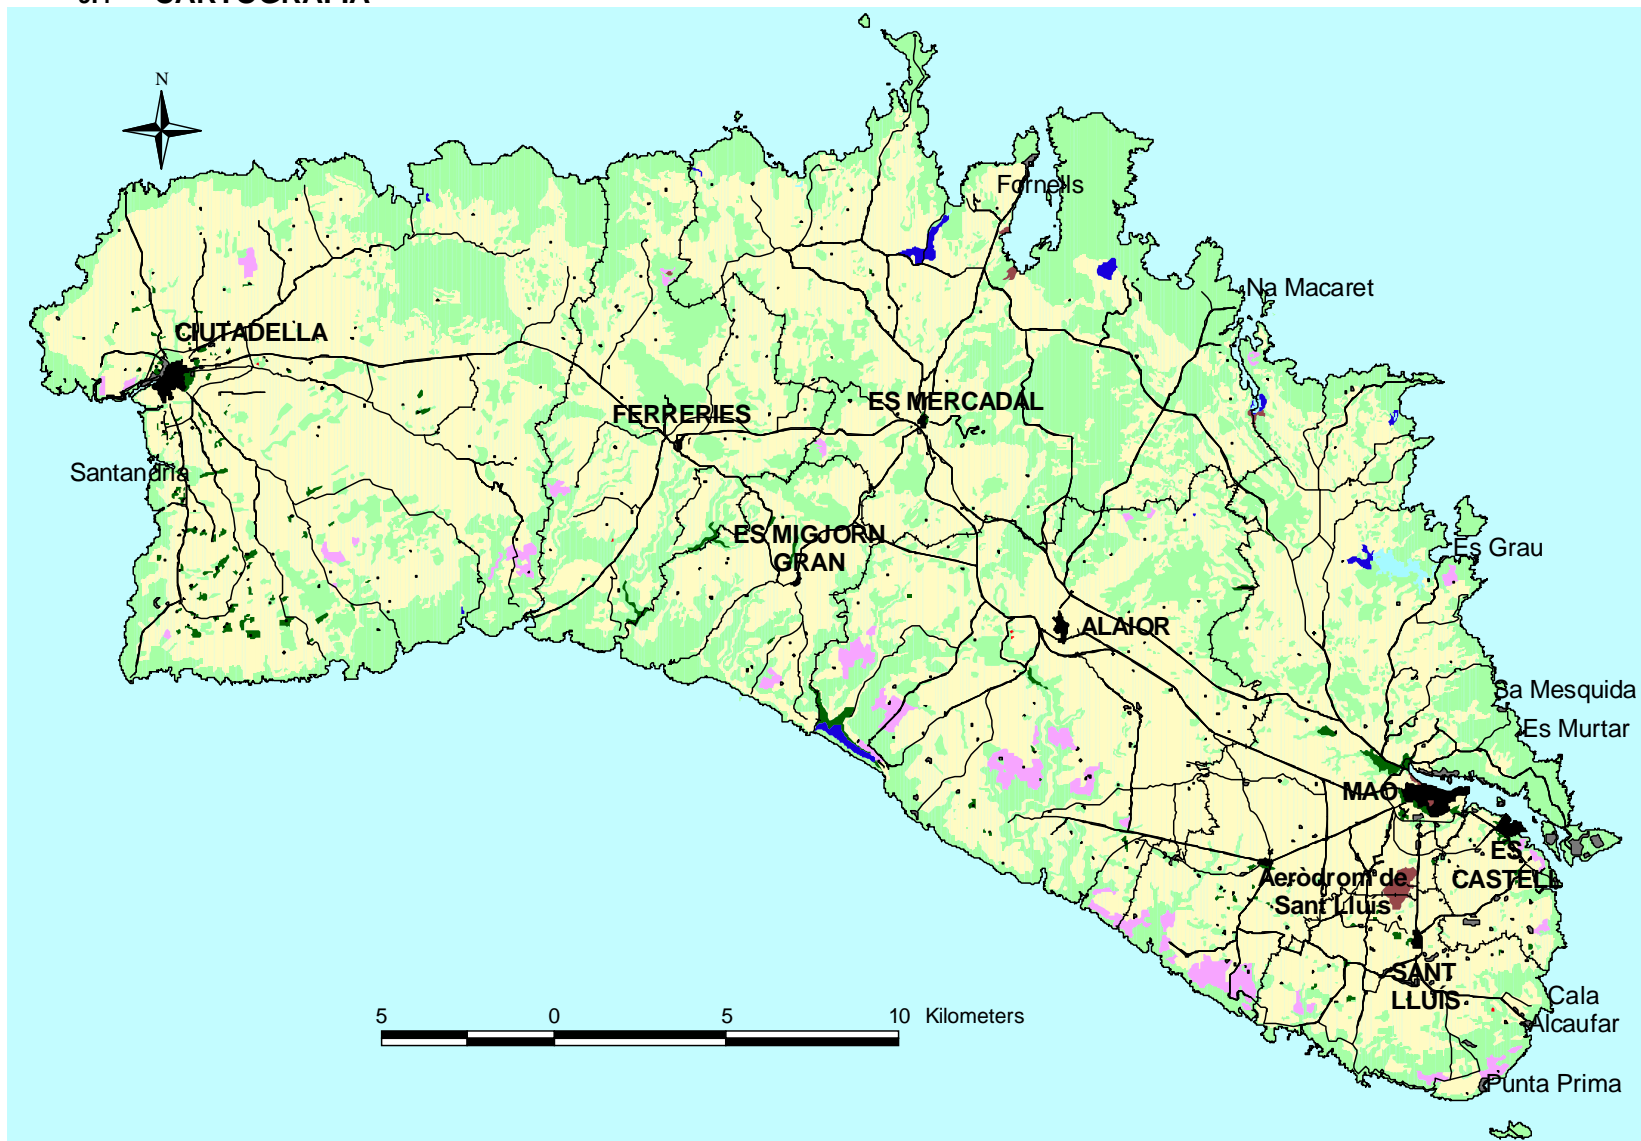 CARTOGRAFIA
N
Fornells
Na Macaret
CIUTADELLA
ES MERCADAL
FERRERIES
Santandria
ES MIGJORN
GRAN
Es Grau
ALAIOR
Sa Mesquida
Es Murtar
MAÓ
ES
CASTELL
Aeròdrom de
Sant Lluís
SANT
LLUÍS
Cala
Alcaufar
5 0 5 10 Kilometers
Punta Prima